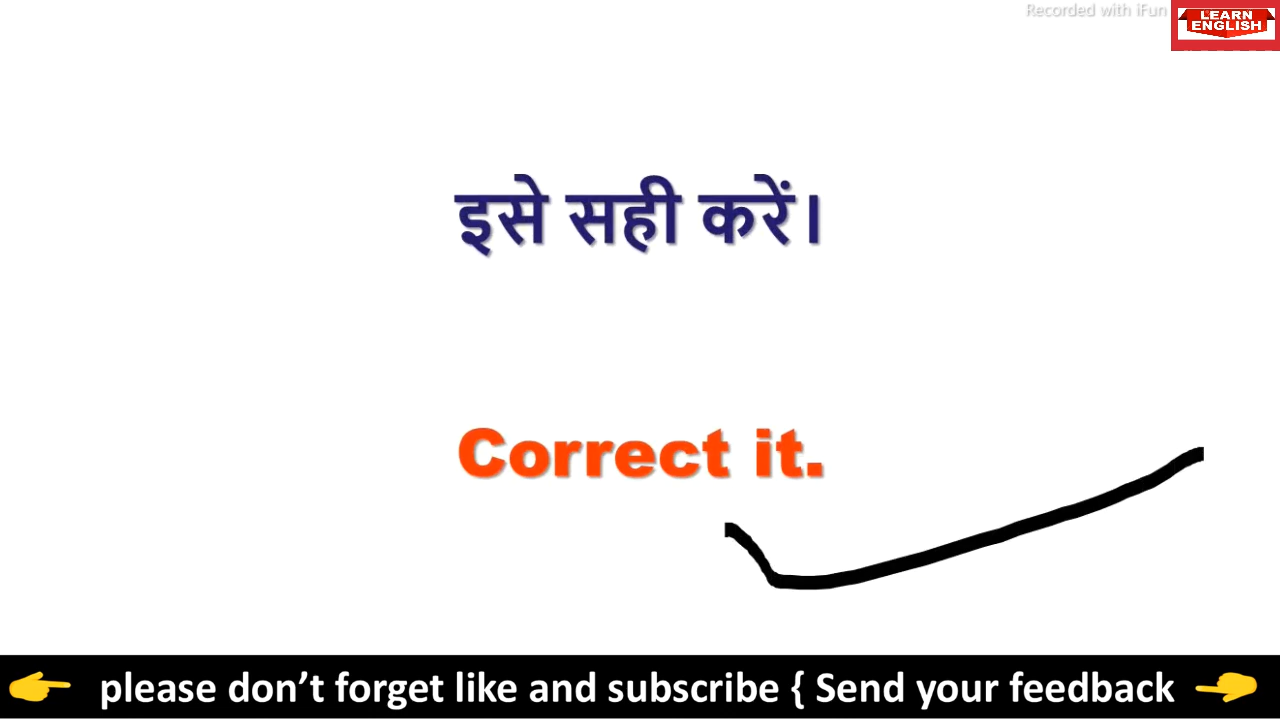 Recorded with iFun
LEARN
ENGLISH
इसे सही करें।
Correct it.
please don’t forget like and subscribe { Send your feedback